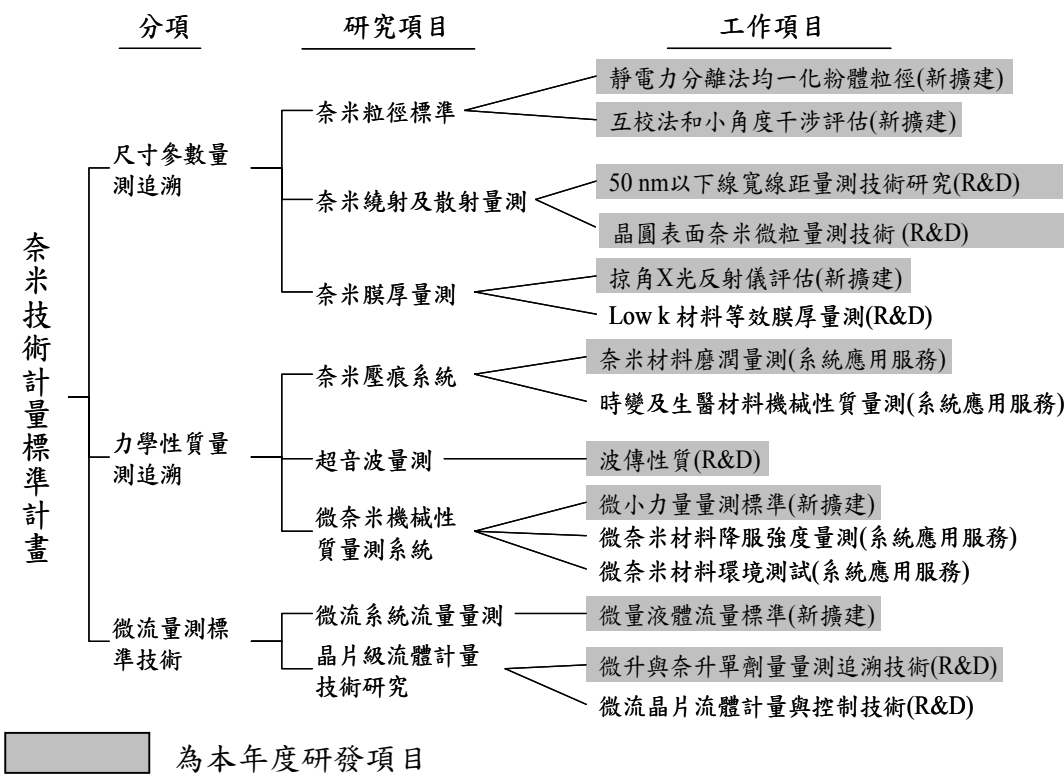 分項 研究項目 工作項目
奈米技術計量標準計畫
尺寸參數量
測追溯
奈米粒徑標準
靜電力分離法均一化粉體粒徑(新擴建)
互校法和小角度干涉評估(新擴建)
奈米繞射及散射量測
50 nm以下線寬線距量測技術研究(R&D)
晶圓表面奈米微粒量測技術 (R&D)
奈米膜厚量測
掠角X光反射儀評估(新擴建)
Low k 材料等效膜厚量測(R&D)
力學性質量
測追溯
奈米壓痕系統
奈米材料磨潤量測(系統應用服務)
時變及生醫材料機械性質量測(系統應用服務)
超音波量測
波傳性質(R&D)
微奈米機械性
質量測系統
微小力量量測標準(新擴建)
微奈米材料降服強度量測(系統應用服務)
微奈米材料環境測試(系統應用服務)
微流量測標
準技術
微流系統流量量測
微量液體流量標準(新擴建)
晶片級流體計量
技術研究
微升與奈升單劑量量測追溯技術(R&D)
微流晶片流體計量與控制技術(R&D)
為本年度研發項目